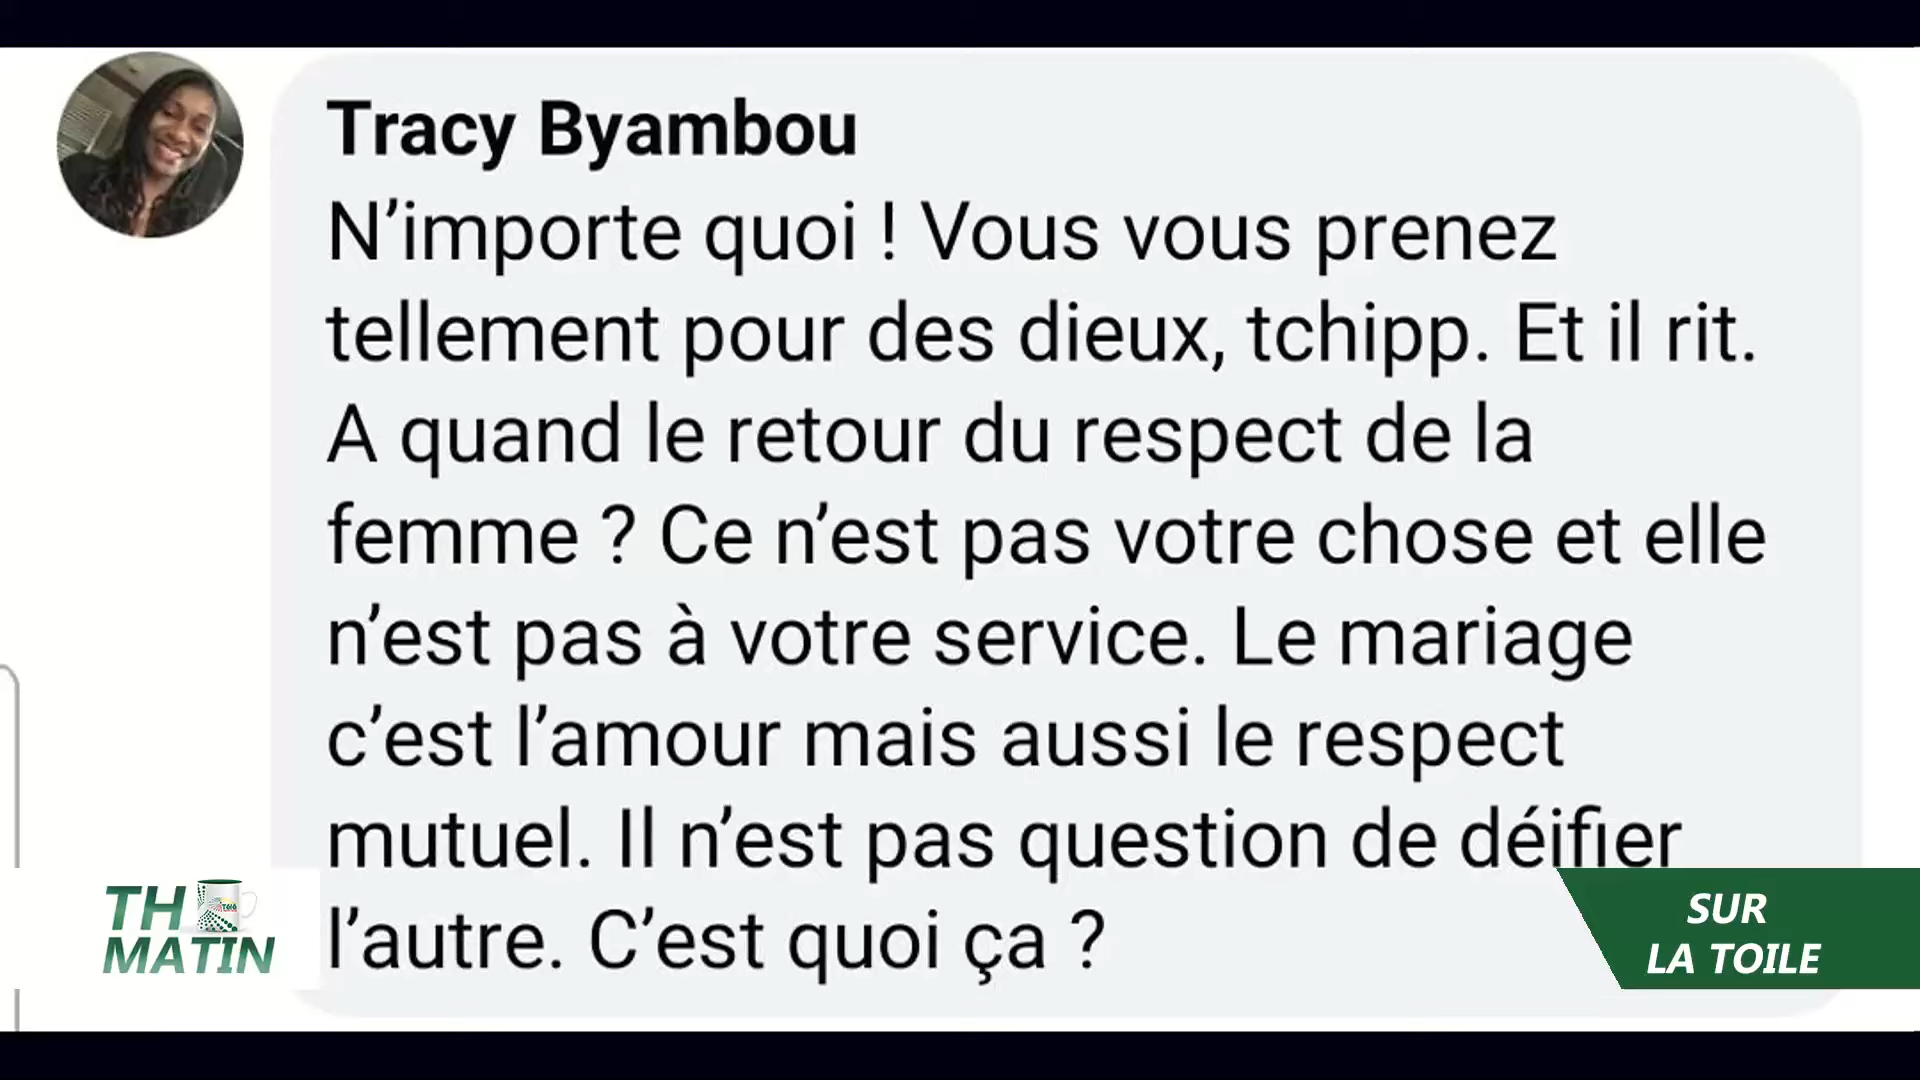 Tracy Byambou
N’importe quoi ! Vous vous prenez
tellement pour des dieux, tchipp. Et il rit.
A quand le retour du respect de la
femme ? Ce n’est pas votre chose et elle
n’est pas à votre service. Le mariage
c’est l’amour mais aussi le respect
mutuel. Il n’est pas question de déifier
l’autre. C’est quoi ça ?
TH
MATIN
SUR
LA TOILE